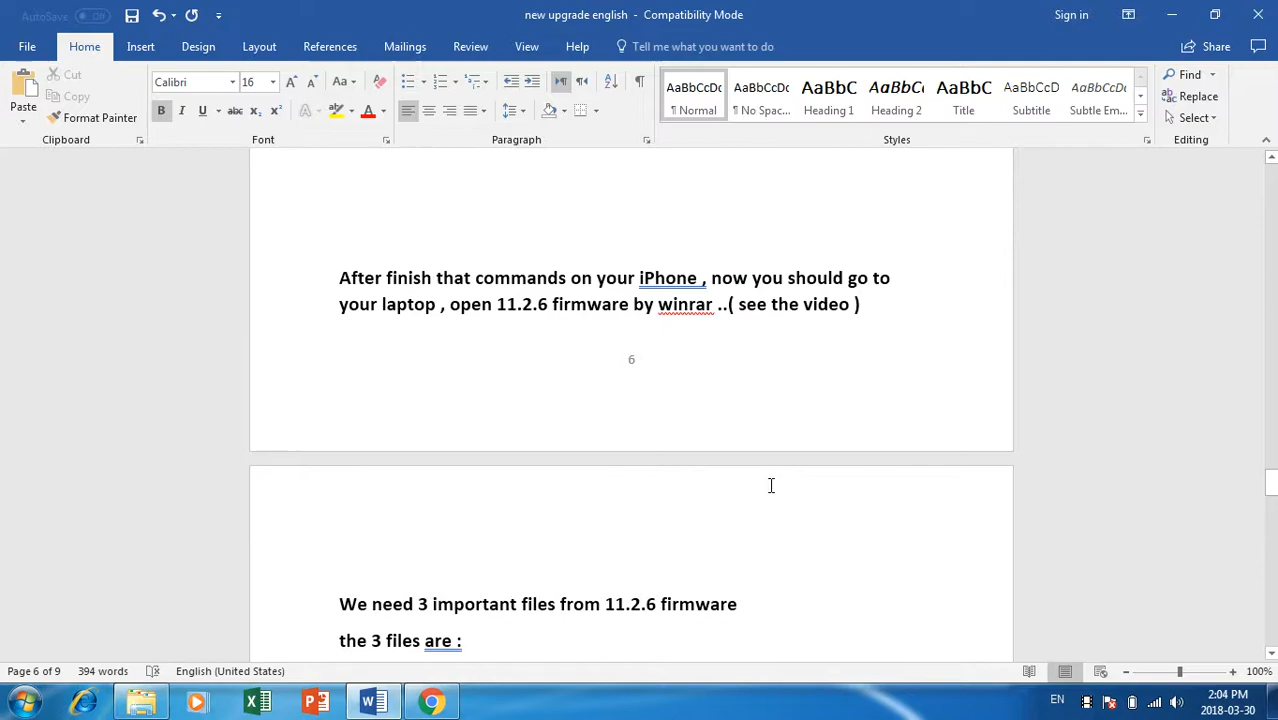 AutoSave Off
new upgrade english - Compatibility Mode
Sign in
File Home Insert Design Layout References Mailings Review View Help Tell me what you want to do Share
Paste
Cut
Copy
Format Painter
Clipboard
Calibri 16 Aa
B I U abc x₂ x² A A
Font
Paragraph
AaBbCcDc AaBbCcDc AaBbC AaBbC AaBbC AaBbCcD AaBbCcDc
¶ Normal ¶ No Spac... Heading 1 Heading 2 Title Subtitle Subtle Em...
Styles
Find
Replace
Select
Editing
After finish that commands on your iPhone , now you should go to
your laptop , open 11.2.6 firmware by winrar ..( see the video )
6
We need 3 important files from 11.2.6 firmware
the 3 files are :
Page 6 of 9 394 words English (United States) 100%
EN 2:04 PM
2018-03-30